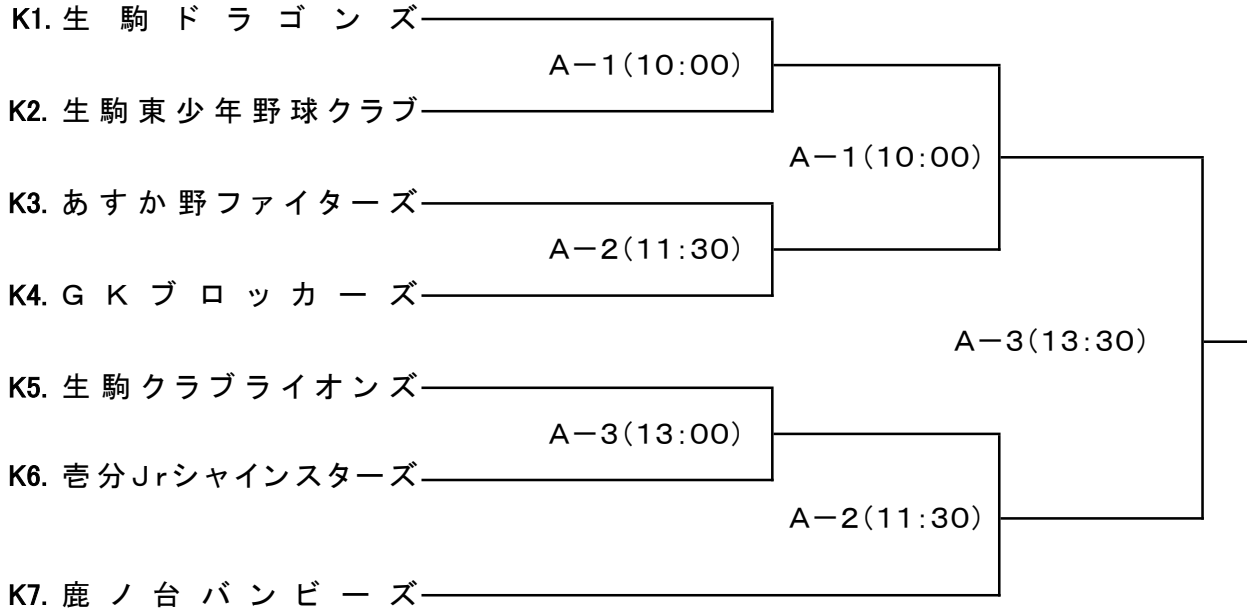 K1. 生駒ドラゴンズ
A－1(10:00)
K2. 生駒東少年野球クラブ
A－1(10:00)
K3. あすか野ファイターズ
A－2(11:30)
K4. GKブロッカーズ
A－3(13:30)
K5. 生駒クラブライオンズ
A－3(13:00)
K6. 壱分Jrシャインスターズ
A－2(11:30)
K7. 鹿ノ台バンビーズ